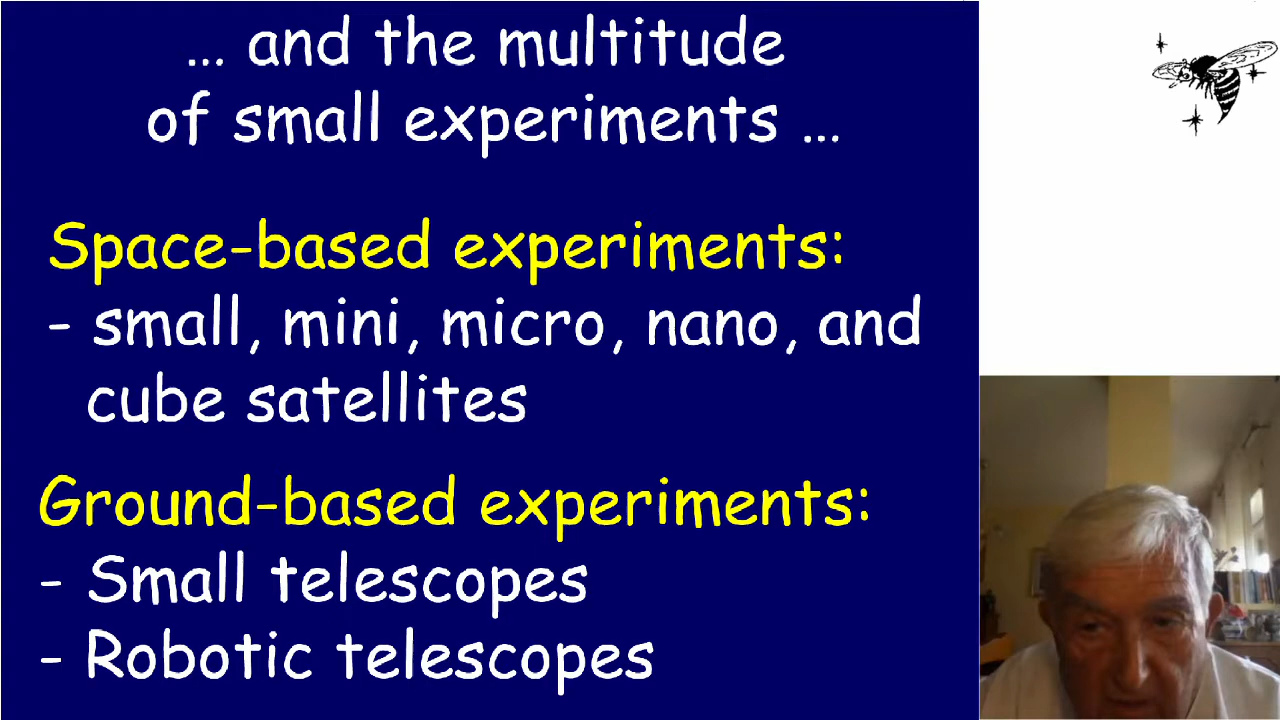 … and the multitude
of small experiments …
Space-based experiments:
- small, mini, micro, nano, and
cube satellites
Ground-based experiments:
- Small telescopes
- Robotic telescopes